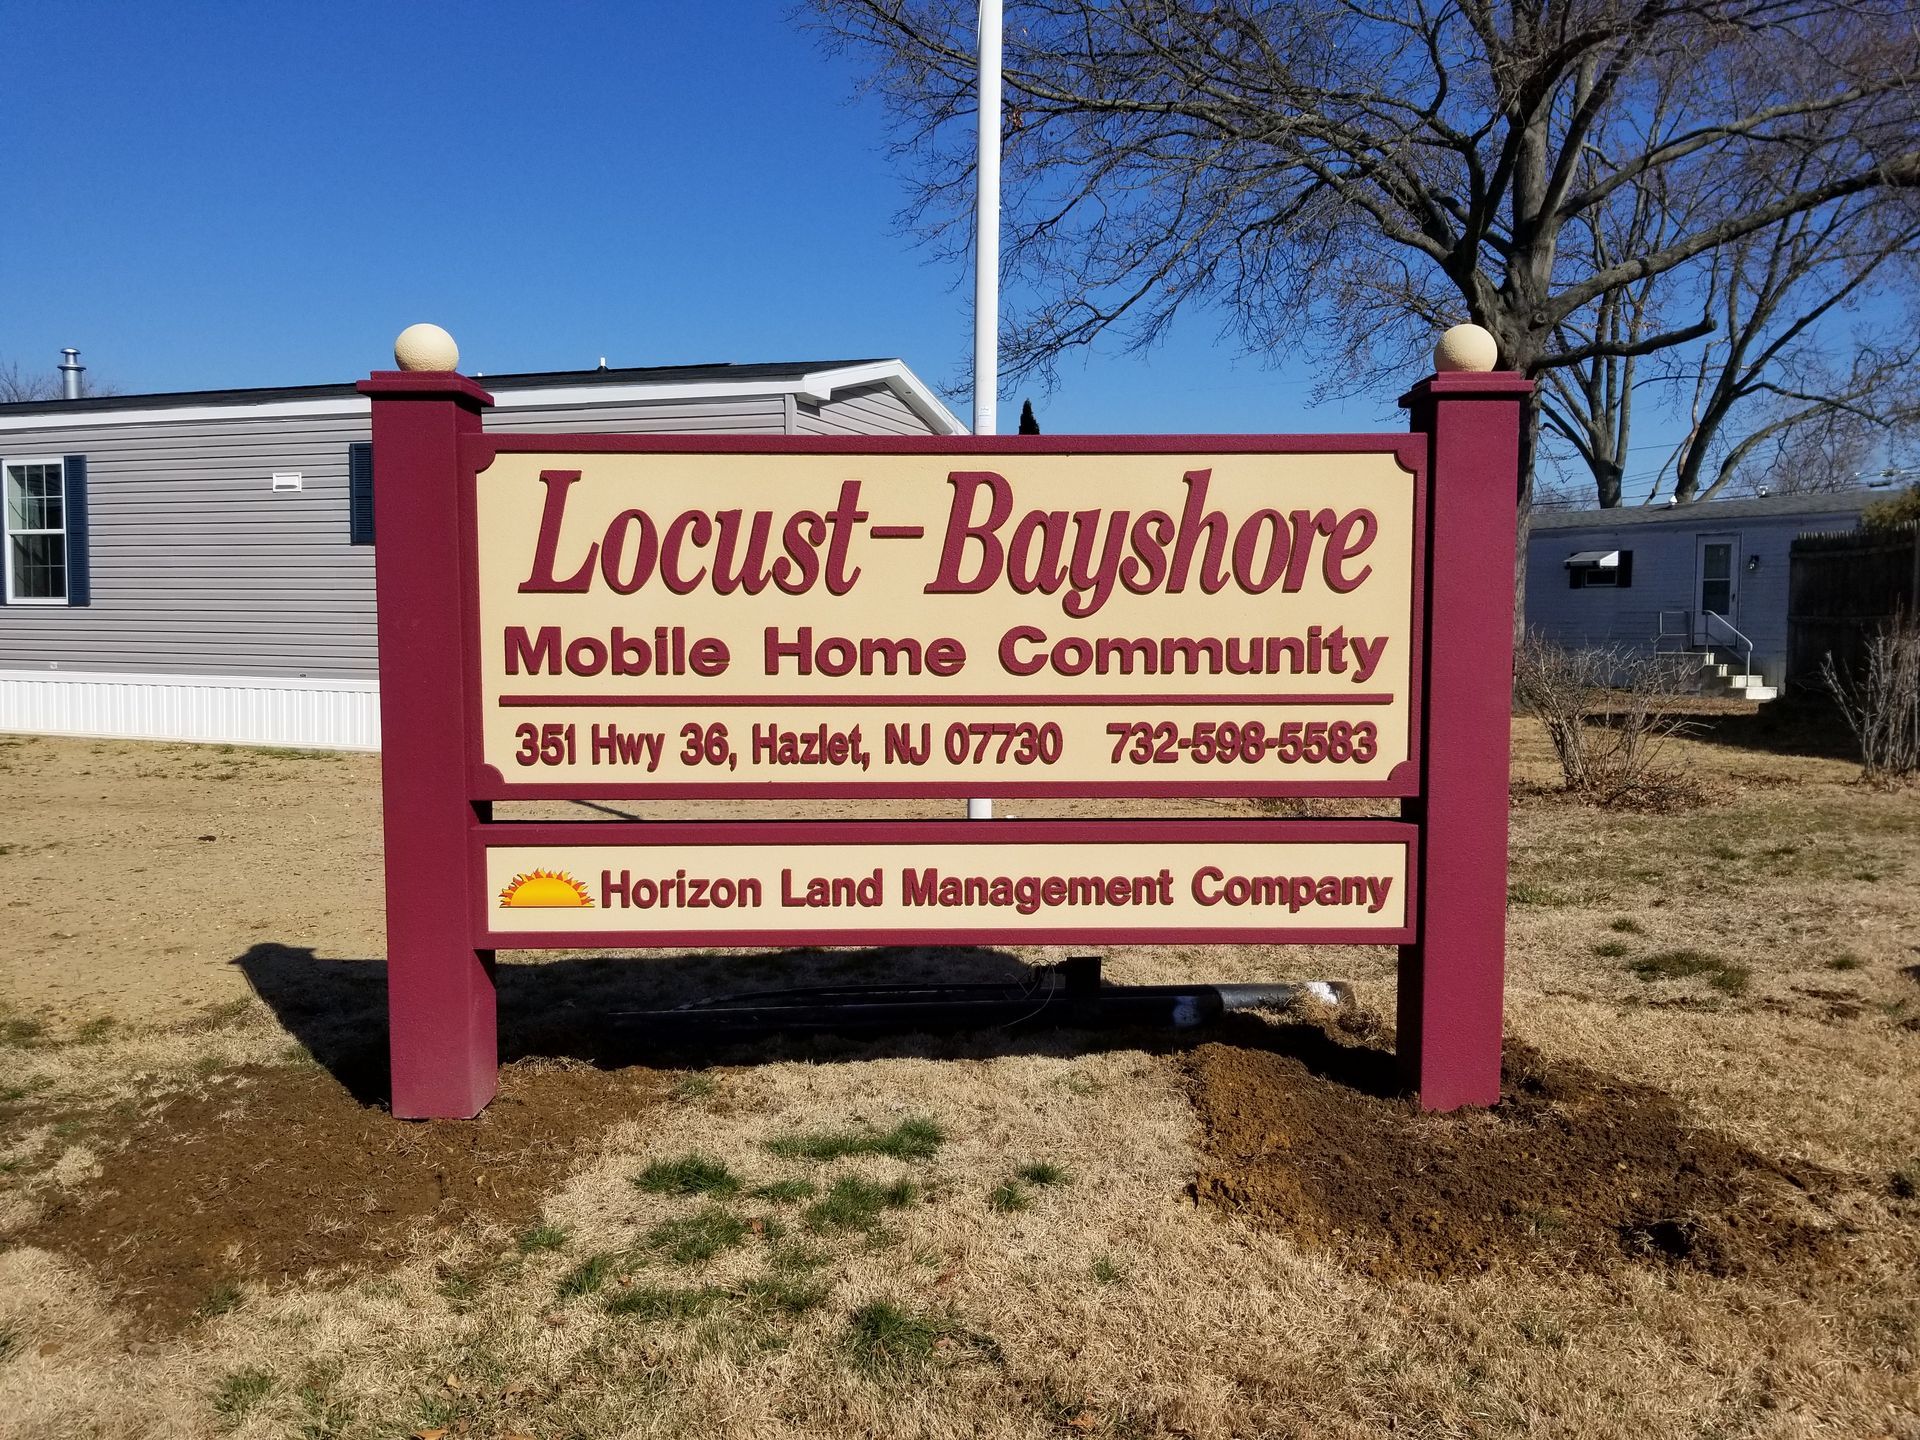 Locust-Bayshore
Mobile Home Community
351 Hwy 36, Hazlet, NJ 07730 732-598-5583
Horizon Land Management Company